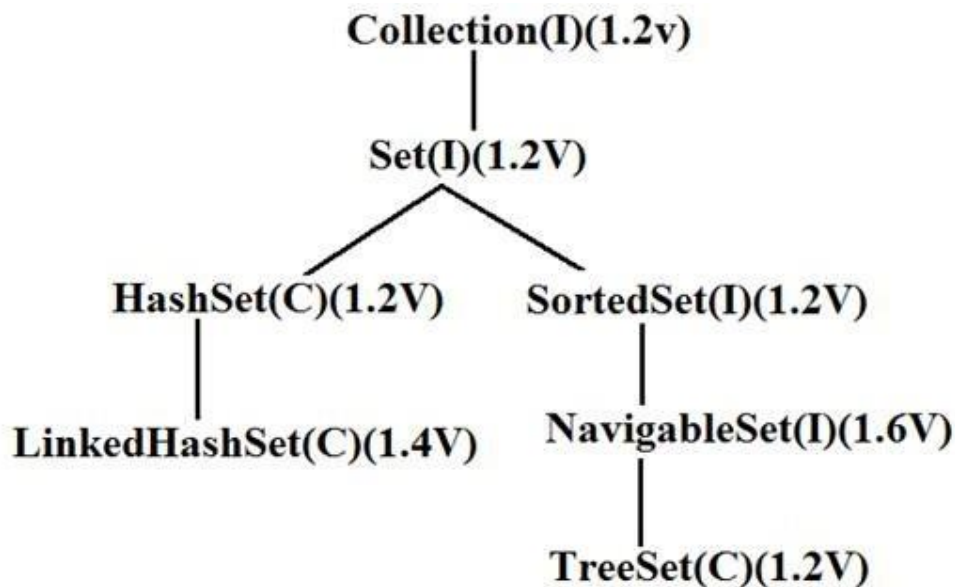 Collection(I)(1.2v)
Set(I)(1.2V)
HashSet(C)(1.2V)
SortedSet(I)(1.2V)
LinkedHashSet(C)(1.4V)
NavigableSet(I)(1.6V)
TreeSet(C)(1.2V)